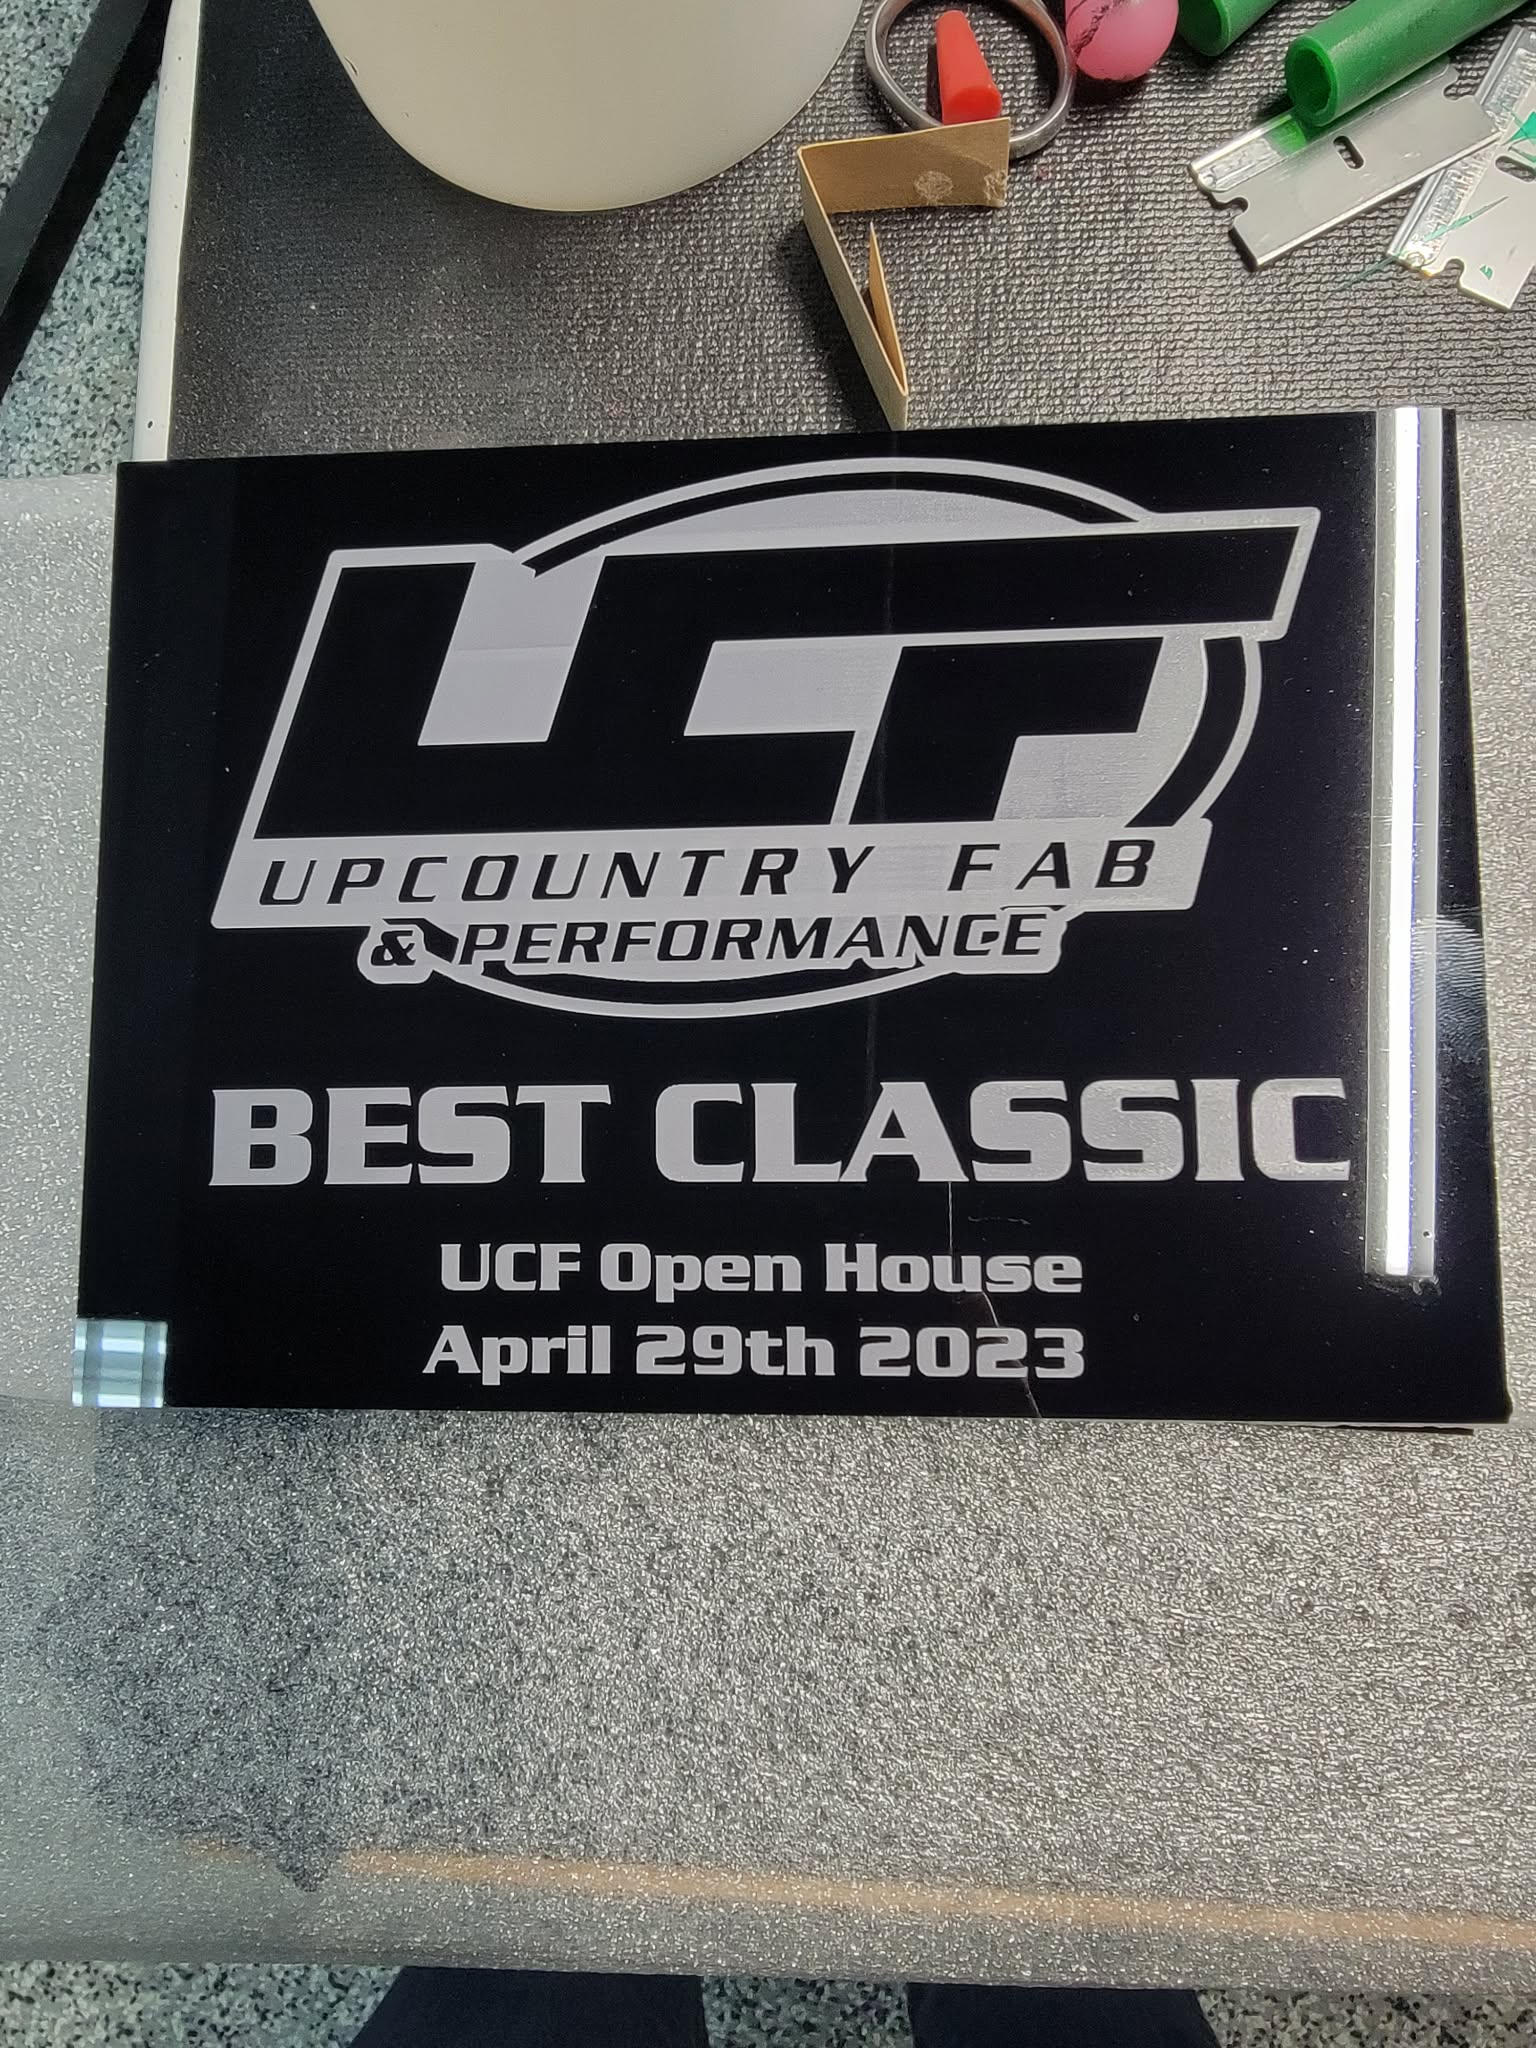 UCF
UPCOUNTRY FAB
& PERFORMANCE
BEST CLASSIC
UCF Open House
April 29th 2023